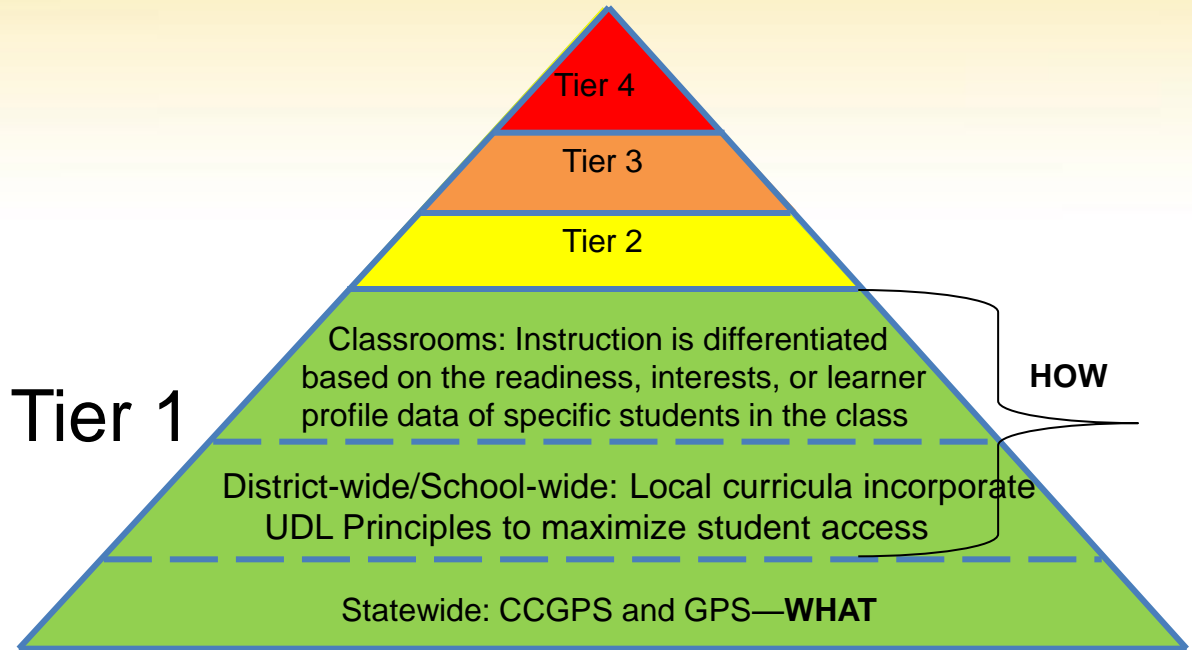 Tier 4
Tier 3
Tier 2
Classrooms: Instruction is differentiated
based on the readiness, interests, or learner
profile data of specific students in the class
HOW
Tier 1
District-wide/School-wide: Local curricula incorporate
UDL Principles to maximize student access
Statewide: CCGPS and GPS—WHAT